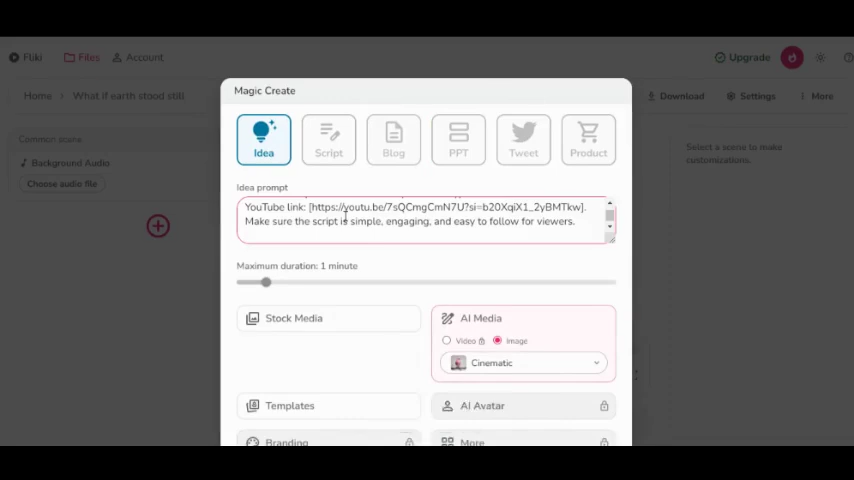 Fliki
Files
Account
Upgrade
Home > What if earth stood still
Download
Settings
More
Common scene
Background Audio
Choose audio file
Select a scene to make
customizations.
Magic Create
Idea
Script
Blog
PPT
Tweet
Product
Idea prompt
YouTube link: [https://youtu.be/7sQCmgCmN7U?si=b20XqiX1_2yBMTkw].
Make sure the script is simple, engaging, and easy to follow for viewers.
Maximum duration: 1 minute
Stock Media
AI Media
Video
Image
Cinematic
Templates
AI Avatar
Branding
More